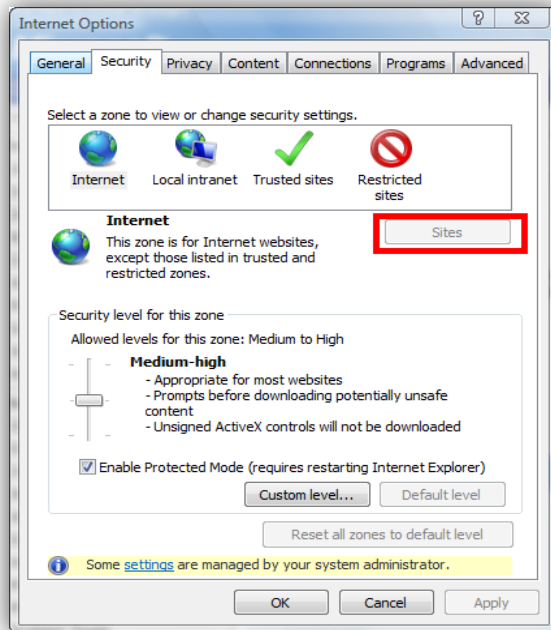 Internet Options
General Security Privacy Content Connections Programs Advanced
Select a zone to view or change security settings.
Internet Local intranet Trusted sites Restricted
sites
Internet
Sites
This zone is for Internet websites,
except those listed in trusted and
restricted zones.
Security level for this zone
Allowed levels for this zone: Medium to High
Medium-high
- Appropriate for most websites
- Prompts before downloading potentially unsafe
content
- Unsigned ActiveX controls will not be downloaded
Enable Protected Mode (requires restarting Internet Explorer)
Custom level... Default level
Reset all zones to default level
Some settings are managed by your system administrator.
OK Cancel Apply